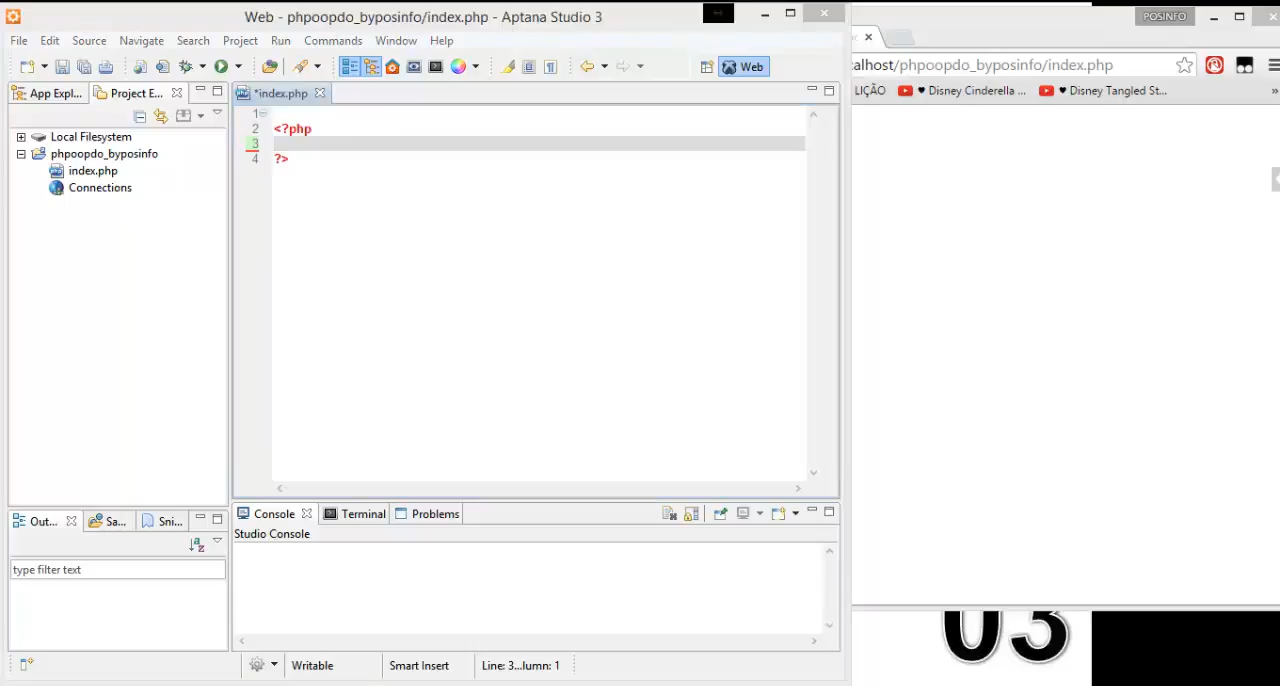 Web - phpoopdo_byposinfo/index.php - Aptana Studio 3
POSINFO
File Edit Source Navigate Search Project Run Commands Window Help
Web
alhost/phpoopdo_byposinfo/index.php
App Expl... Project E...
*index.php
LIÇÃO ♥ Disney Cinderella ... ♥ Disney Tangled St... »
1
2 <?php
3
4 ?>
Local Filesystem
phpoopdo_byposinfo
index.php
Connections
Out... Sa... Sni...
Console Terminal Problems
Studio Console
type filter text
Writable Smart Insert Line: 3...lumn: 1
03